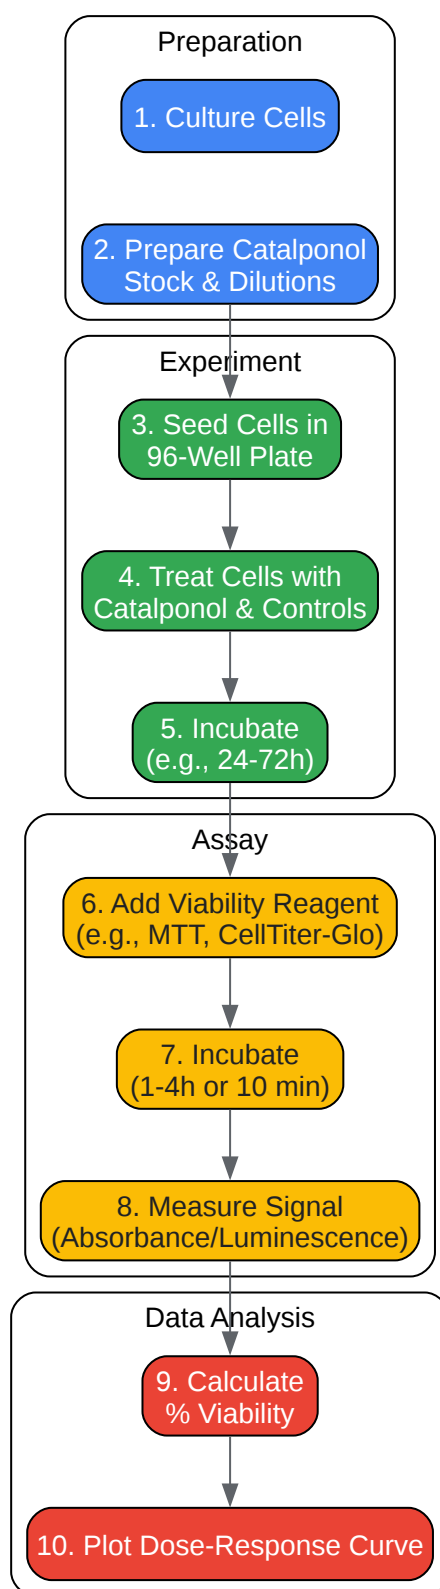 Preparation
1. Culture Cells
2. Prepare Catalponol
Stock & Dilutions
Experiment
3. Seed Cells in
96-Well Plate
4. Treat Cells with
Catalponol & Controls
5. Incubate
(e.g., 24-72h)
Assay
6. Add Viability Reagent
(e.g., MTT, CellTiter-Glo)
7. Incubate
(1-4h or 10 min)
8. Measure Signal
(Absorbance/Luminescence)
Data Analysis
9. Calculate
% Viability
10. Plot Dose-Response Curve